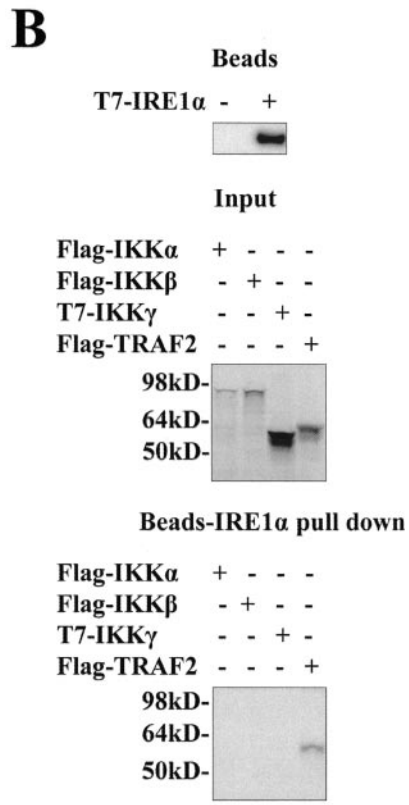 B
Beads
T7-IRE1α - +
Input
Flag-IKKα + - - -
Flag-IKKβ - + - -
T7-IKKγ - - + -
Flag-TRAF2 - - - +
98kD-
64kD-
50kD-
Beads-IRE1α pull down
Flag-IKKα + - - -
Flag-IKKβ - + - -
T7-IKKγ - - + -
Flag-TRAF2 - - - +
98kD-
64kD-
50kD-